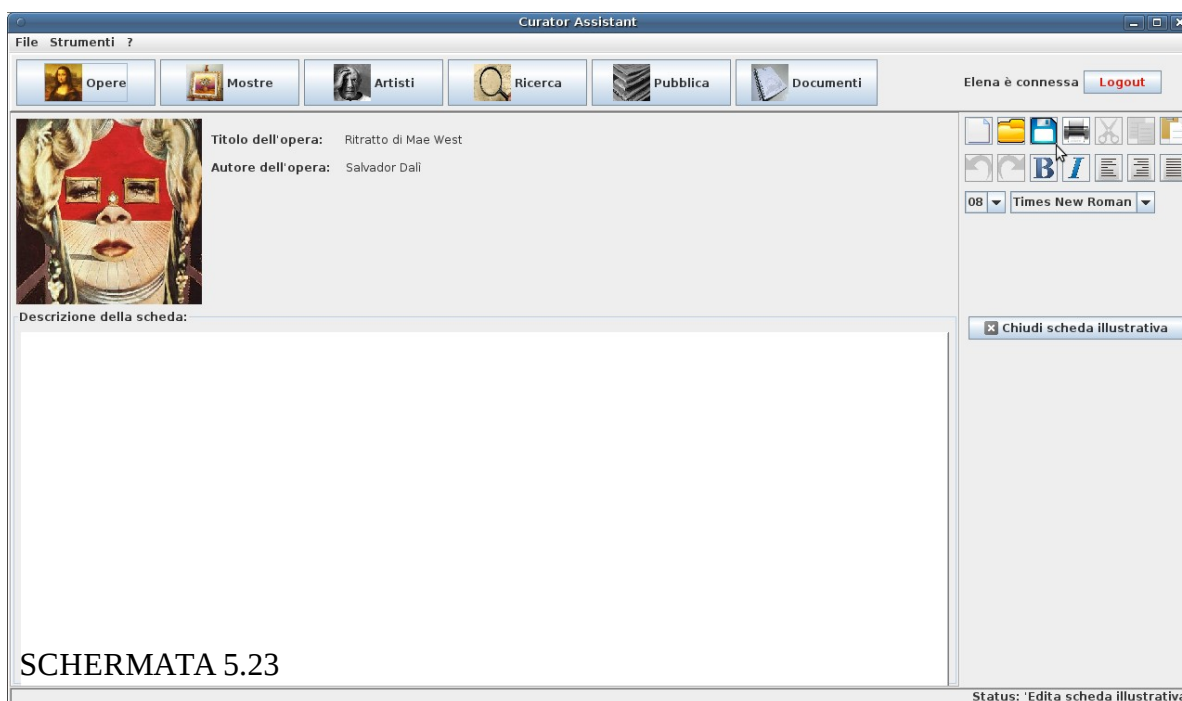 Curator Assistant
File Strumenti ?
Opere Mostre Artisti Ricerca Pubblica Documenti Elena è connessa Logout
Titolo dell'opera: Ritratto di Mae West
Autore dell'opera: Salvador Dalì
B I
08 Times New Roman
Descrizione della scheda:
Chiudi scheda illustrativa
SCHERMATA 5.23
Status: 'Edita scheda illustrativa